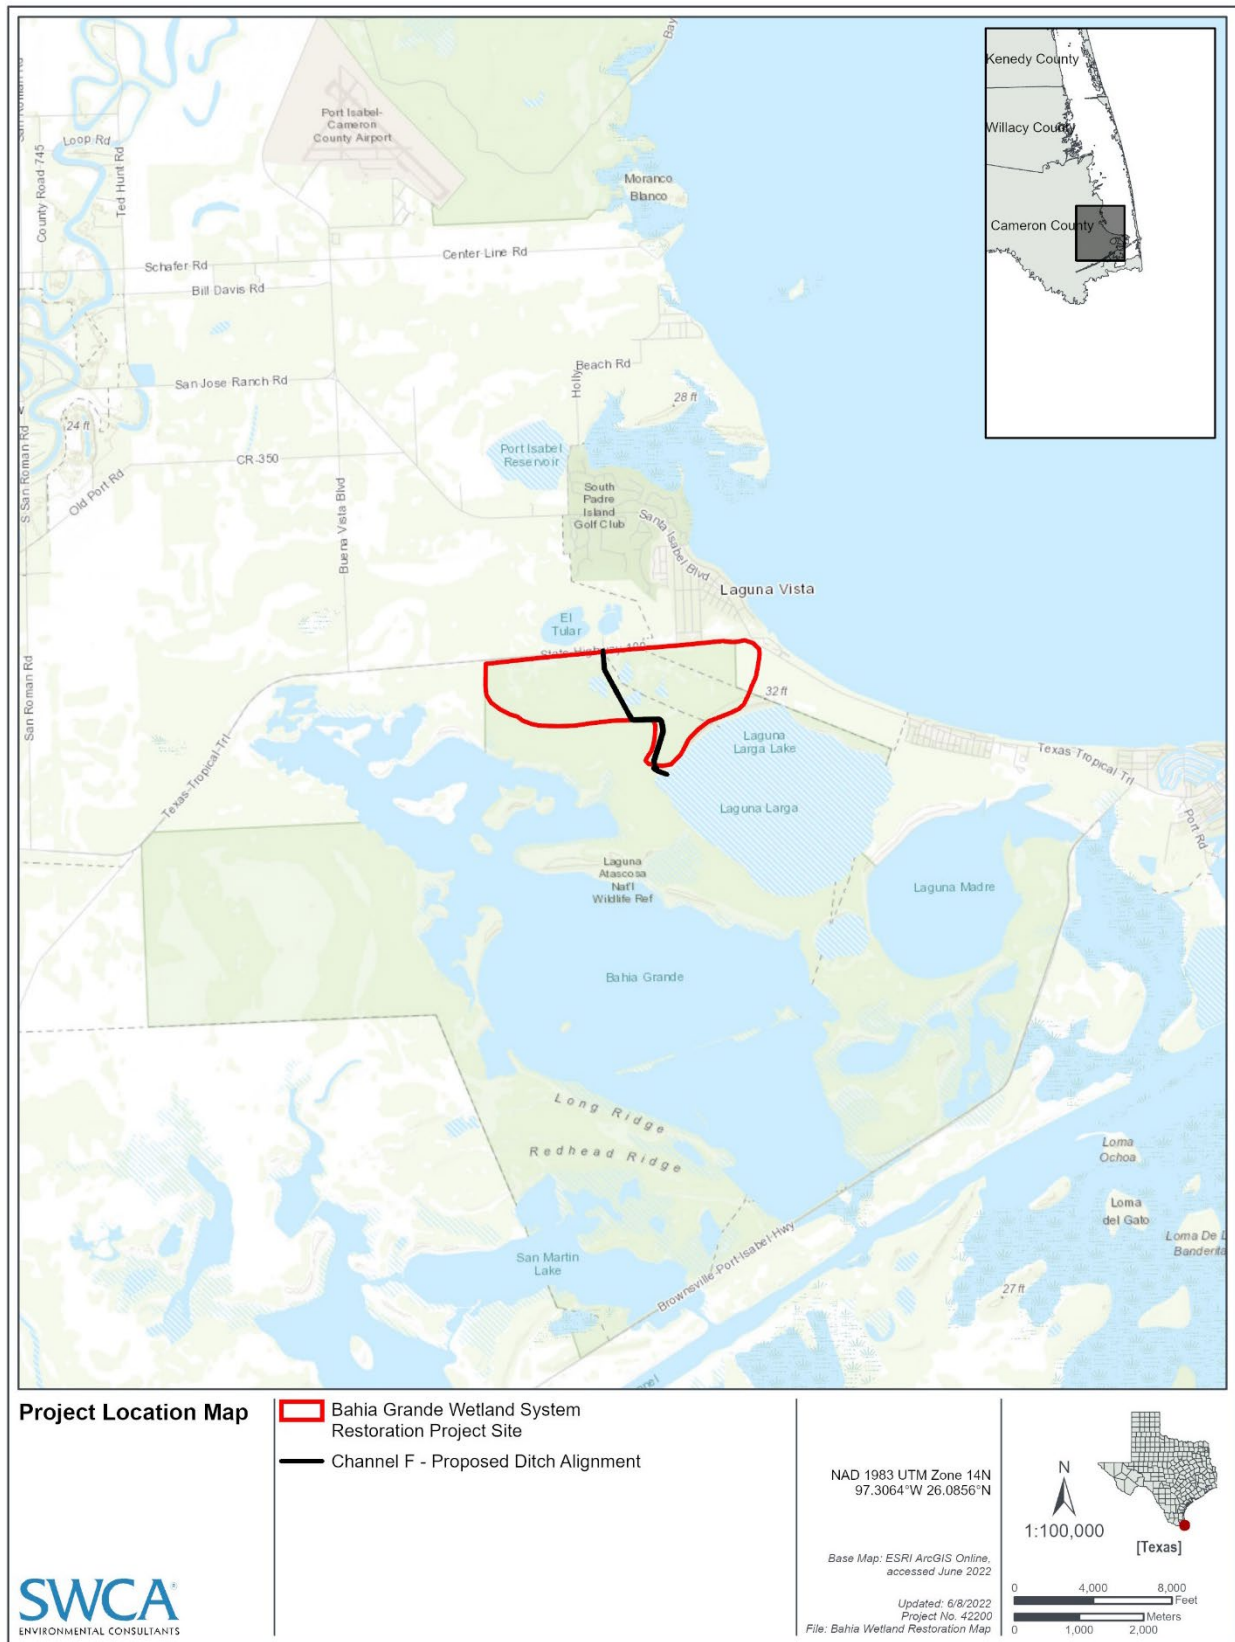 Kenedy County
Willacy County
Cameron County
Bay
Port Isabel-
Cameron
County Airport
Loop Rd
County Road 745
Ted Hunt Rd
Moranco
Blanco
Center-Line Rd
Schafer Rd
Bill Davis Rd
San Jose Ranch Rd
Holly
Beach Rd
28 ft
24 ft
S San Roman Rd
Old Port Rd
CR-350
Buena Vista Blvd
Port Isabel
Reservoir
South
Padre
Island
Golf Club
Santa Isabel Blvd
Laguna Vista
El
Tular
State Highway 100
San Roman Rd
Texas-Tropical-Trl
32 ft
Laguna
Larga Lake
Texas Tropical Trl
Port Rd
Laguna Larga
Laguna
Atascosa
Nat'l
Wildlife Ref
Laguna Madre
Bahia Grande
Long Ridge
Redhead Ridge
Loma
Ochoa
Loma
del Gato
Loma De L
Banderita
San Martin
Lake
Brownsville-Port-Isabel-Hwy
27 ft
nel
Project Location Map
Bahia Grande Wetland System
Restoration Project Site
Channel F - Proposed Ditch Alignment
SWCA®
ENVIRONMENTAL CONSULTANTS
NAD 1983 UTM Zone 14N
97.3064°W 26.0856°N
Base Map: ESRI ArcGIS Online,
accessed June 2022
Updated: 6/8/2022
Project No. 42200
File: Bahia Wetland Restoration Map
N
1:100,000
[Texas]
0 4,000 8,000
Feet
Meters
0 1,000 2,000